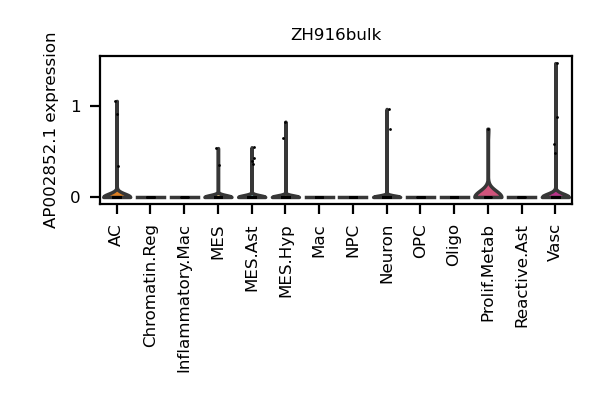 ZH916bulk
AP002852.1 expression
1
0
AC
Chromatin.Reg
Inflammatory.Mac
MES
MES.Ast
MES.Hyp
Mac
NPC
Neuron
OPC
Oligo
Prolif.Metab
Reactive.Ast
Vasc